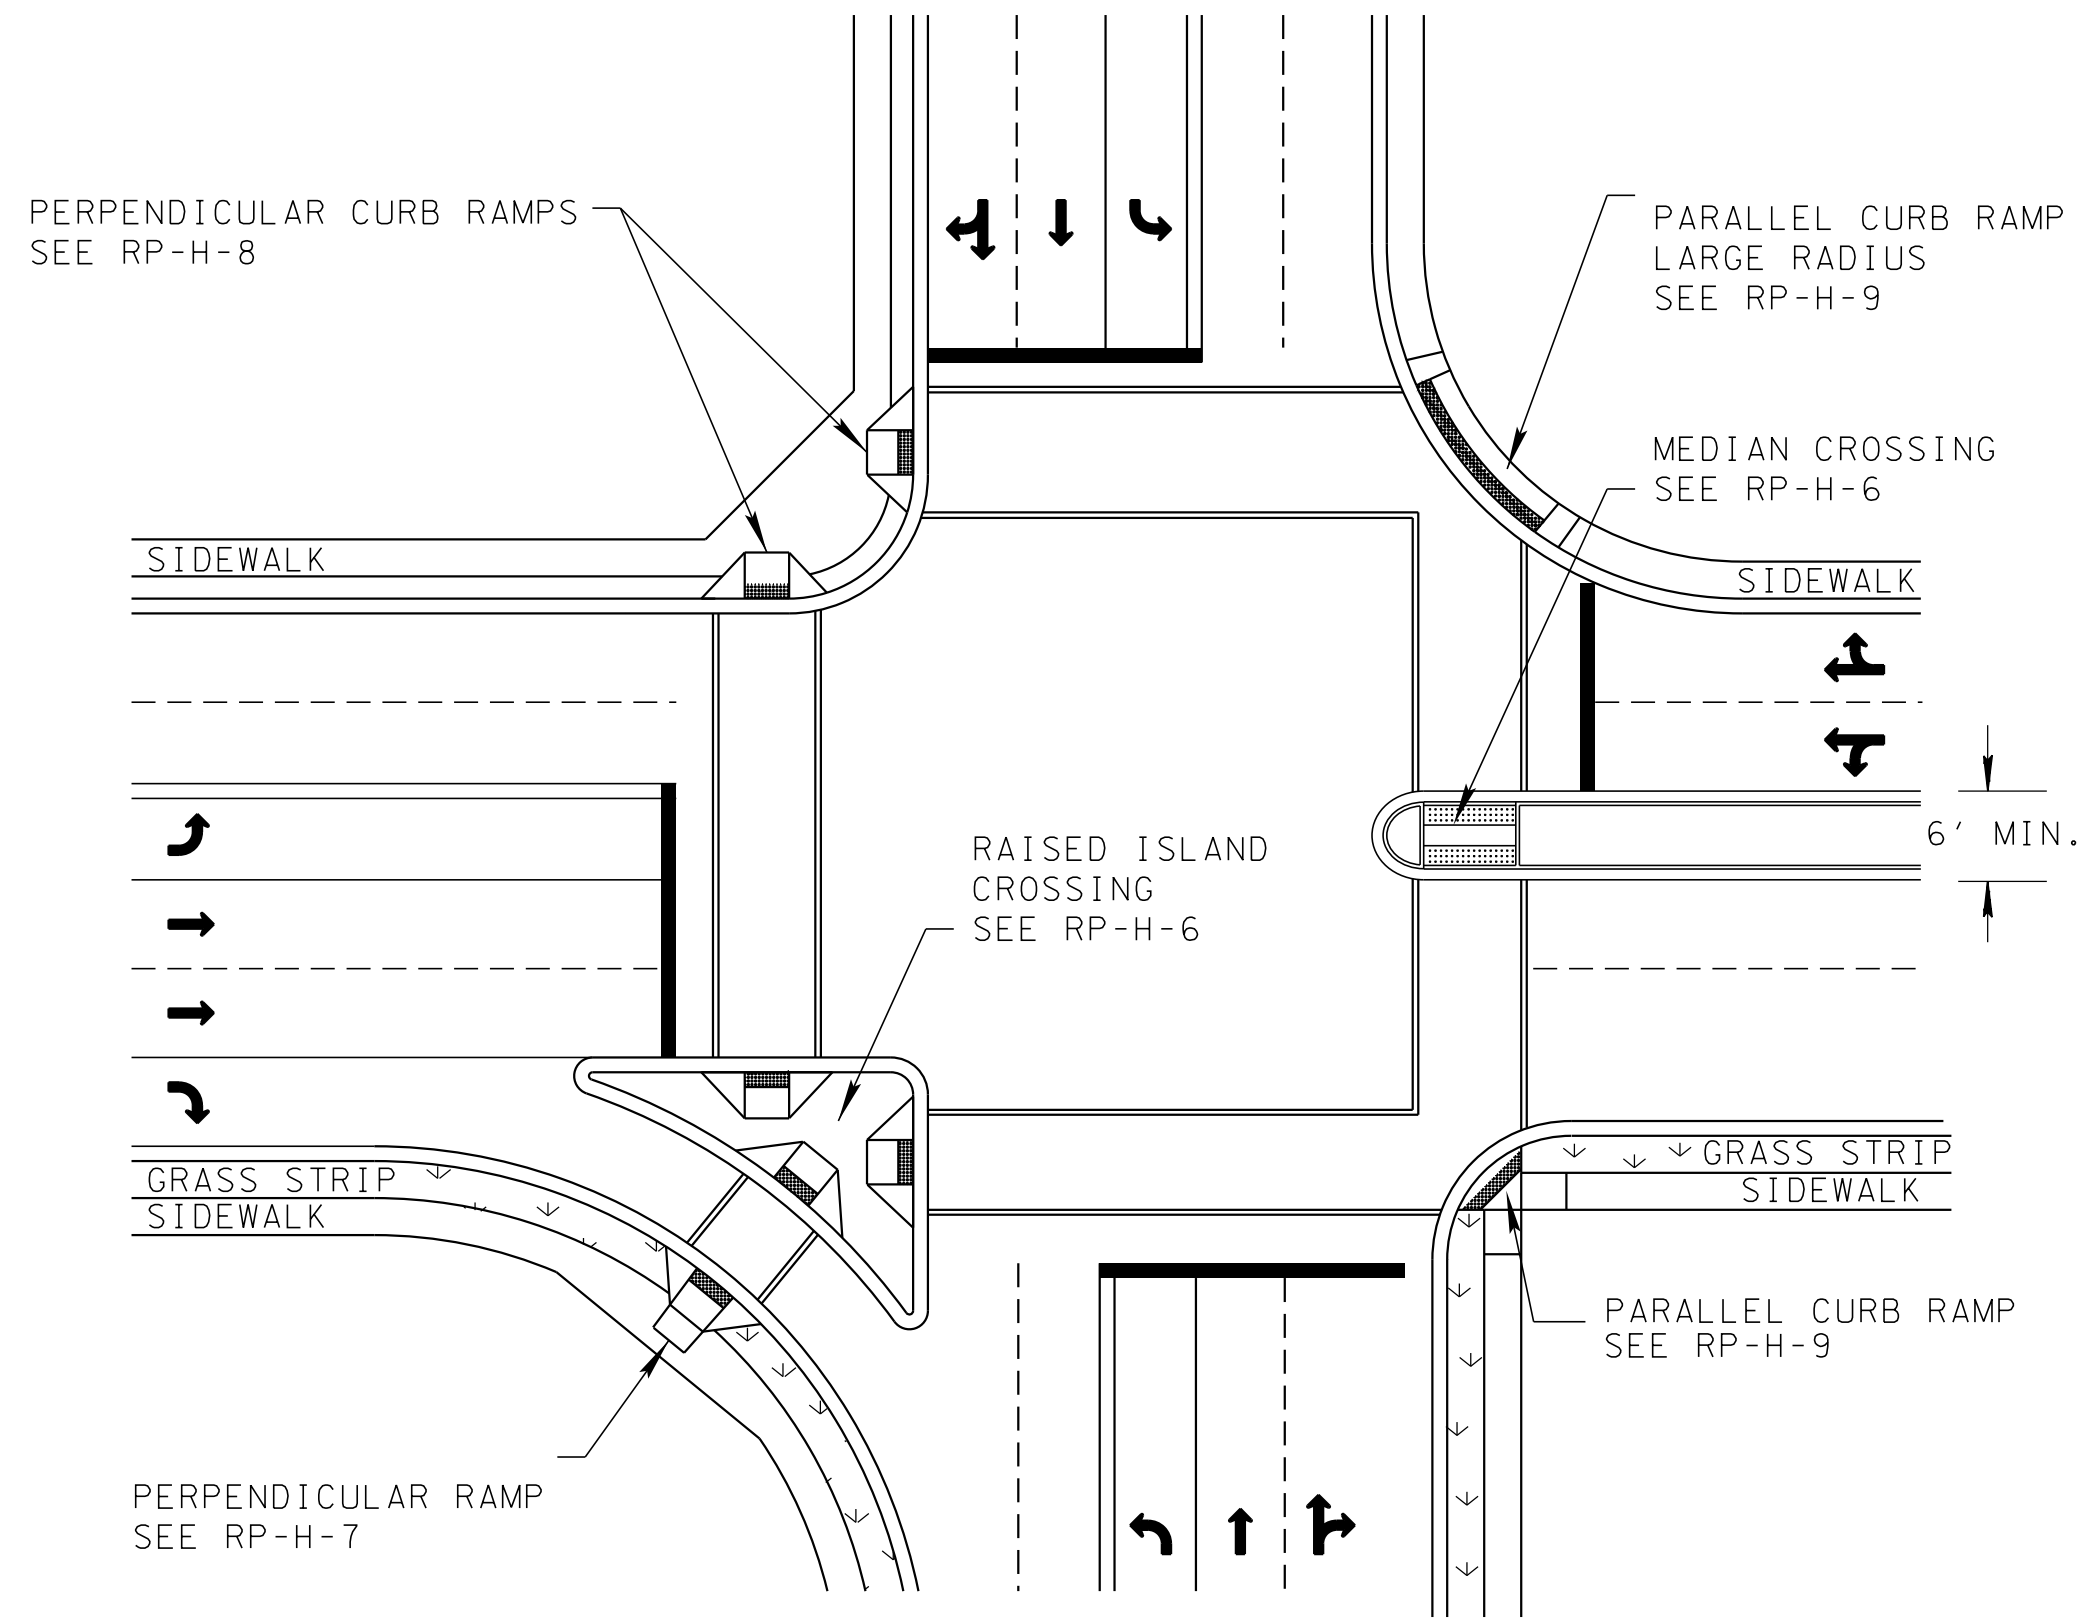 PERPENDICULAR CURB RAMPS
SEE RP-H-8
PARALLEL CURB RAMP
LARGE RADIUS
SEE RP-H-9
MEDIAN CROSSING
SEE RP-H-6
SIDEWALK
SIDEWALK
6' MIN.
RAISED ISLAND
CROSSING
SEE RP-H-6
GRASS STRIP
SIDEWALK
GRASS STRIP
SIDEWALK
PARALLEL CURB RAMP
SEE RP-H-9
PERPENDICULAR RAMP
SEE RP-H-7